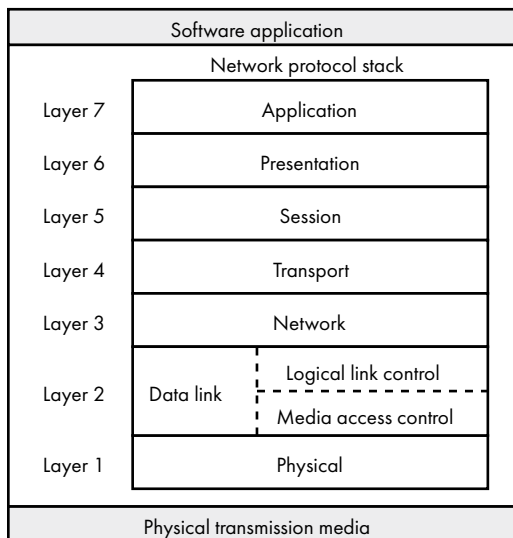 Software application
Network protocol stack
Layer 7 Application
Layer 6 Presentation
Layer 5 Session
Layer 4 Transport
Layer 3 Network
Layer 2 Data link Logical link control
Media access control
Layer 1 Physical
Physical transmission media